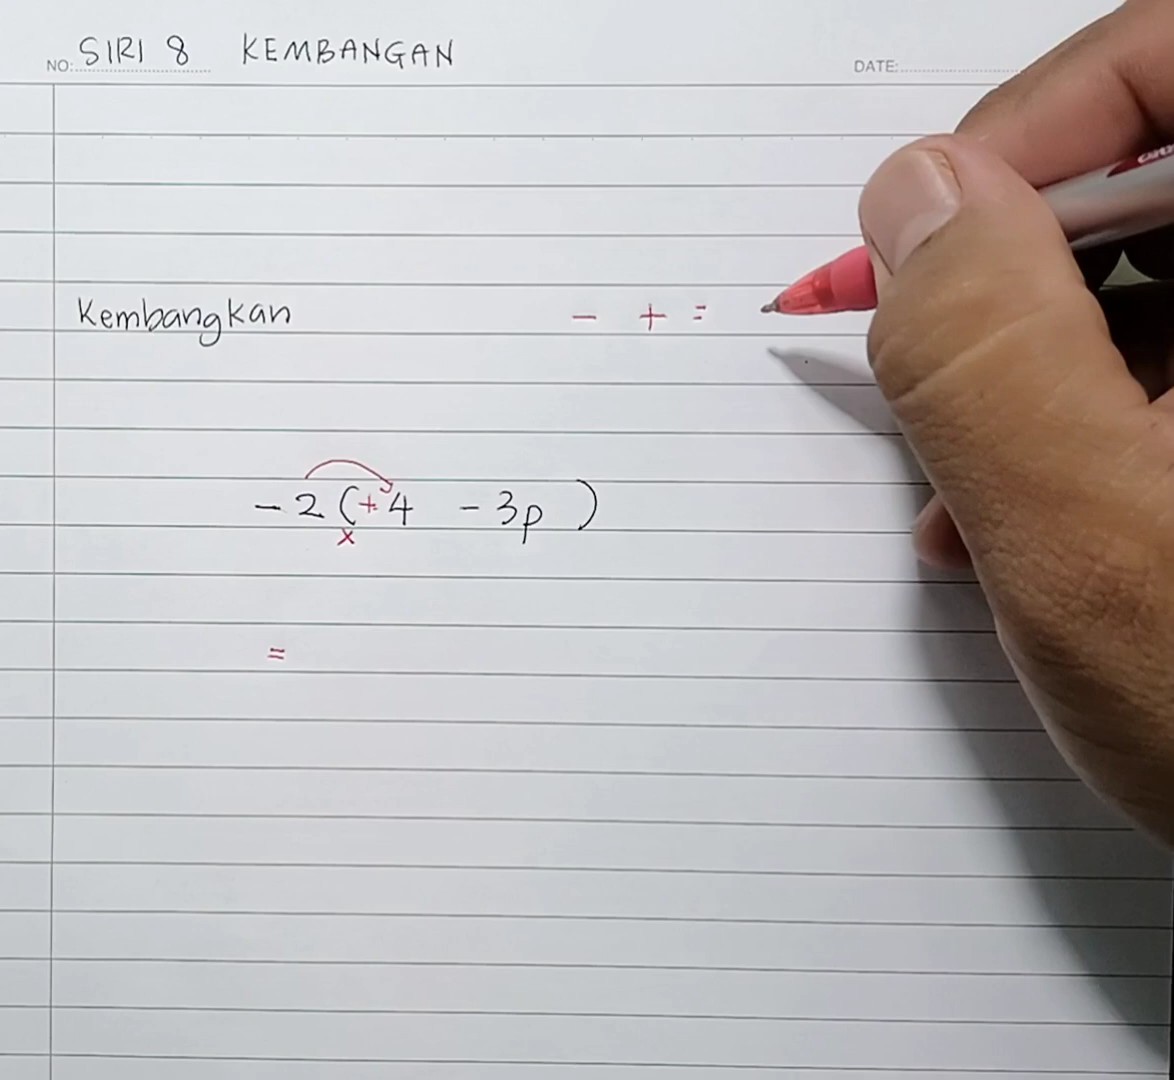 NO: SIRI 8 KEMBANGAN DATE:
Kembangkan - + =
-2(+4 -3p)
x
=